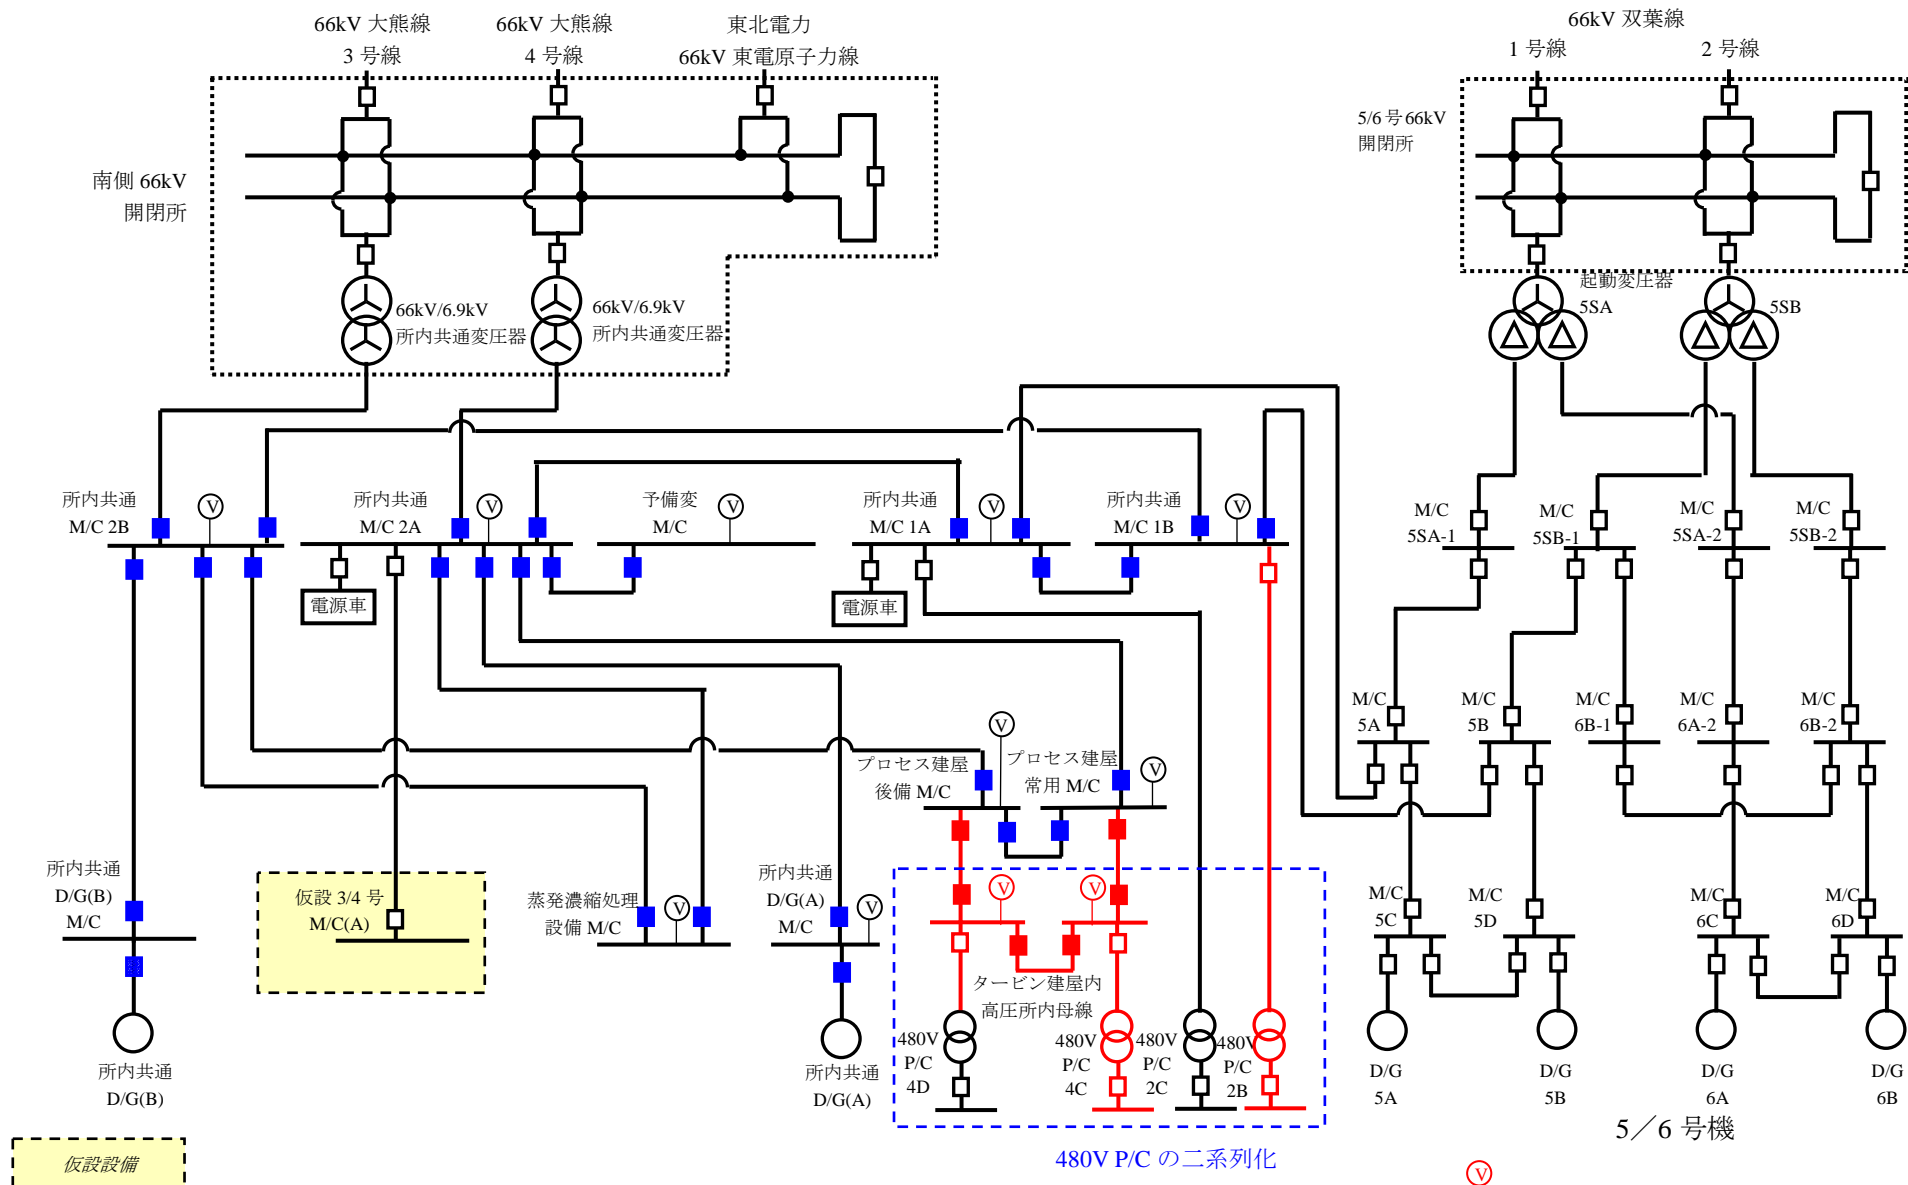 66kV 大熊線
3 号線
66kV 大熊線
4 号線
東北電力
66kV 東電原子力線
66kV 双葉線
1 号線
2 号線
南側 66kV
開閉所
5/6 号 66kV
開閉所
66kV/6.9kV
所内共通変圧器
66kV/6.9kV
所内共通変圧器
起動変圧器
5SA
5SB
所内共通
M/C 2B
V
所内共通
M/C 2A
V
予備変
M/C
V
所内共通
M/C 1A
V
所内共通
M/C 1B
V
M/C
5SA-1
M/C
5SB-1
M/C
5SA-2
M/C
5SB-2
電源車
電源車
M/C
5A
M/C
5B
M/C
6B-1
M/C
6A-2
M/C
6B-2
プロセス建屋
後備 M/C
V
プロセス建屋
常用 M/C
V
所内共通
D/G(B)
M/C
仮設 3/4 号
M/C(A)
蒸発濃縮処理
設備 M/C
V
所内共通
D/G(A)
M/C
V
V
V
タービン建屋内
高圧所内母線
M/C
5C
M/C
5D
M/C
6C
M/C
6D
480V
P/C
4D
480V
P/C
4C
480V
P/C
2C
480V
P/C
2B
所内共通
D/G(B)
所内共通
D/G(A)
D/G
5A
D/G
5B
D/G
6A
D/G
6B
5／6 号機
480V P/C の二系列化
仮設設備
V